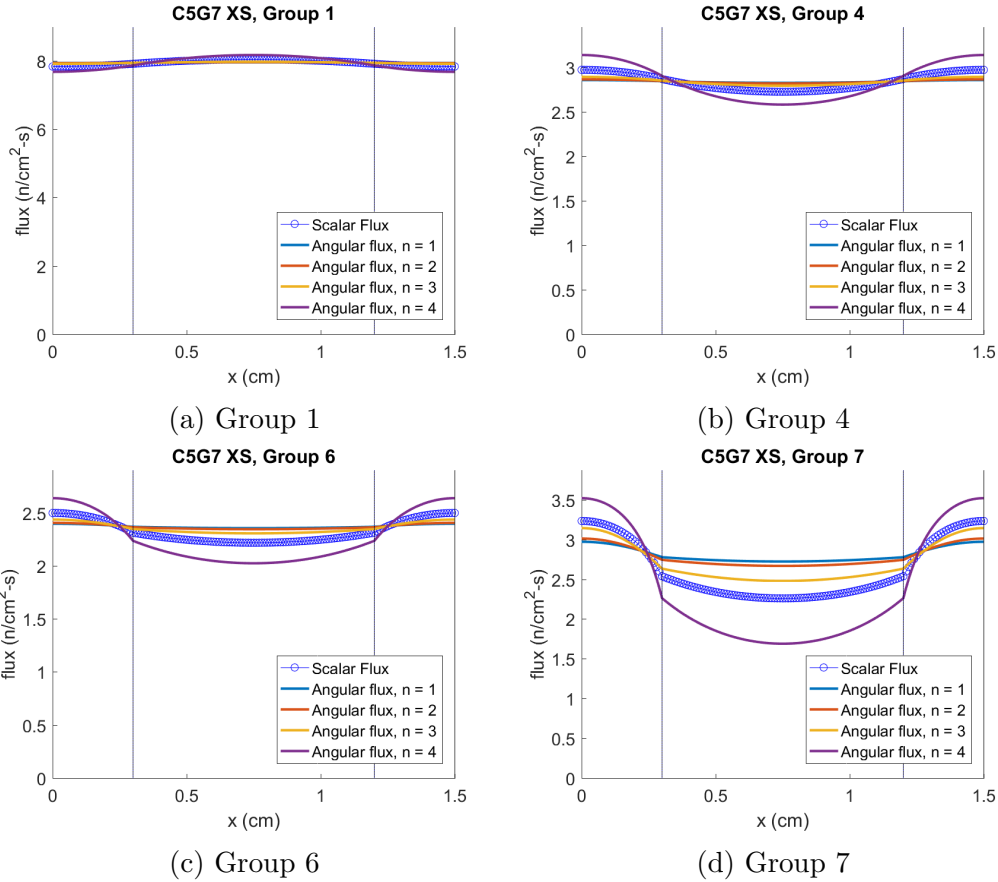 C5G7 XS, Group 1
flux (n/cm²-s)
8
6
4
2
0
0
0.5
1
1.5
x (cm)
Scalar Flux
Angular flux, n = 1
Angular flux, n = 2
Angular flux, n = 3
Angular flux, n = 4
(a) Group 1
C5G7 XS, Group 4
flux (n/cm²-s)
3
2.5
2
1.5
1
0.5
0
0
0.5
1
1.5
x (cm)
Scalar Flux
Angular flux, n = 1
Angular flux, n = 2
Angular flux, n = 3
Angular flux, n = 4
(b) Group 4
C5G7 XS, Group 6
flux (n/cm²-s)
2.5
2
1.5
1
0.5
0
0
0.5
1
1.5
x (cm)
Scalar Flux
Angular flux, n = 1
Angular flux, n = 2
Angular flux, n = 3
Angular flux, n = 4
(c) Group 6
C5G7 XS, Group 7
flux (n/cm²-s)
3.5
3
2.5
2
1.5
1
0.5
0
0
0.5
1
1.5
x (cm)
Scalar Flux
Angular flux, n = 1
Angular flux, n = 2
Angular flux, n = 3
Angular flux, n = 4
(d) Group 7